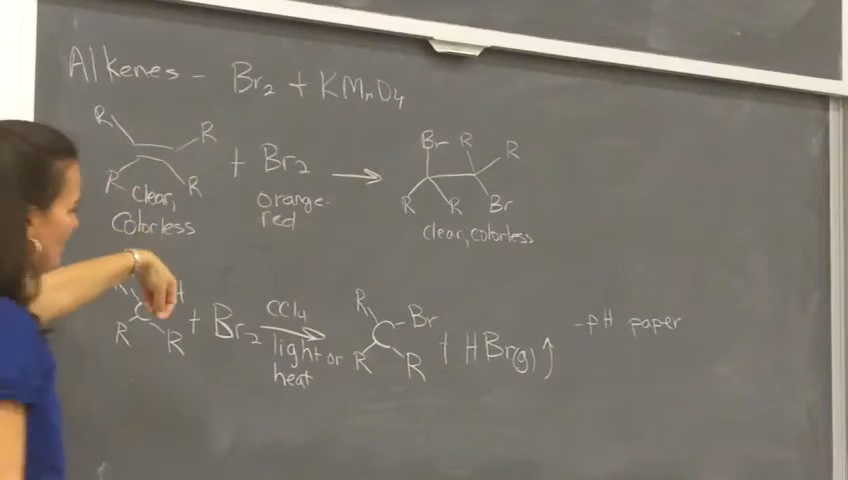 Alkenes - Br2 + KMnO4
R R Br R R
+ Br2 →
R R R R Br
clear, colorless orange-red clear, colorless
R H R Br
C + Br2 CCl4 → C + HBr(g) ↑ - pH paper
R R light or heat R R